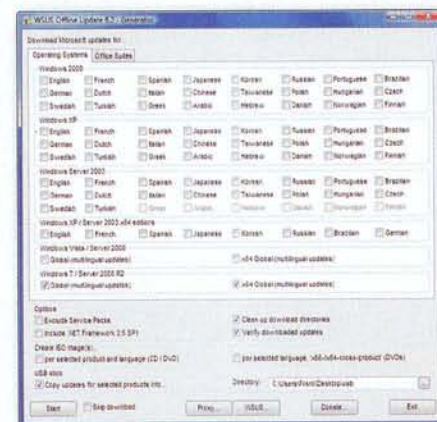 WSUS Offline Update 6.2 - Generator
Download Microsoft updates for...
Operating Systems Office Suites
Windows 2000
English French Spanish Japanese Korean Russian Portuguese Brazilian
German Dutch Italian Chinese Taiwanese Polish Hungarian Czech
Swedish Turkish Greek Arabic Hebrew Danish Norwegian Finnish
Windows XP
English French Spanish Japanese Korean Russian Portuguese Brazilian
German Dutch Italian Chinese Taiwanese Polish Hungarian Czech
Swedish Turkish Greek Arabic Hebrew Danish Norwegian Finnish
Windows Server 2003
English French Spanish Japanese Korean Russian Portuguese Brazilian
German Dutch Italian Chinese Taiwanese Polish Hungarian Czech
Swedish Turkish Greek Arabic Hebrew Danish Norwegian Finnish
Windows XP / Server 2003 x64 editions
English French Spanish Japanese Korean Russian Brazilian German
Windows Vista / Server 2008
Global (multilingual updates) x64 Global (multilingual updates)
Windows 7 / Server 2008 R2
Global (multilingual updates) x64 Global (multilingual updates)
Options
Exclude Service Packs Clean up download directories
Include .NET Framework 3.5 SP1 Verify downloaded updates
Create ISO image(s)...
per selected product and language (CD / DVD) per selected language, 'x86-/x64-cross-product' (DVDs)
USB stick
Copy updates for selected products into... Directory: ...
Start Skip download Proxy... WSUS... Donate... Exit